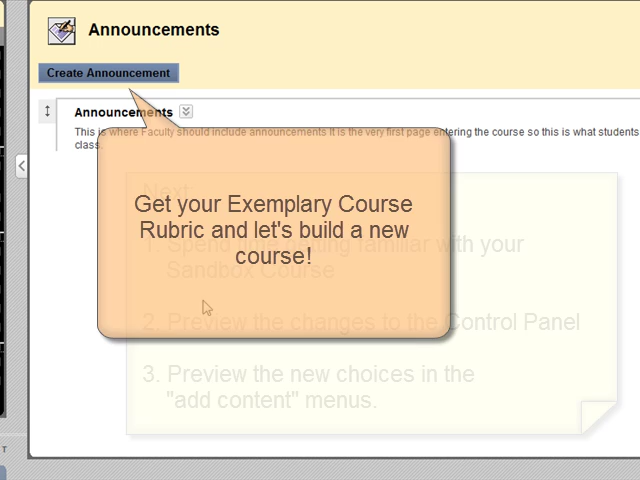 Announcements
Create Announcement
Announcements
This is where Faculty should include announcements It is the very first page entering the course so this is what students
class.
Get your Exemplary Course
Rubric and let's build a new
course!
Next:
1. Spend time getting familiar with your
Sandbox Course
2. Preview the changes to the Control Panel
3. Preview the new choices in the
"add content" menus.
T